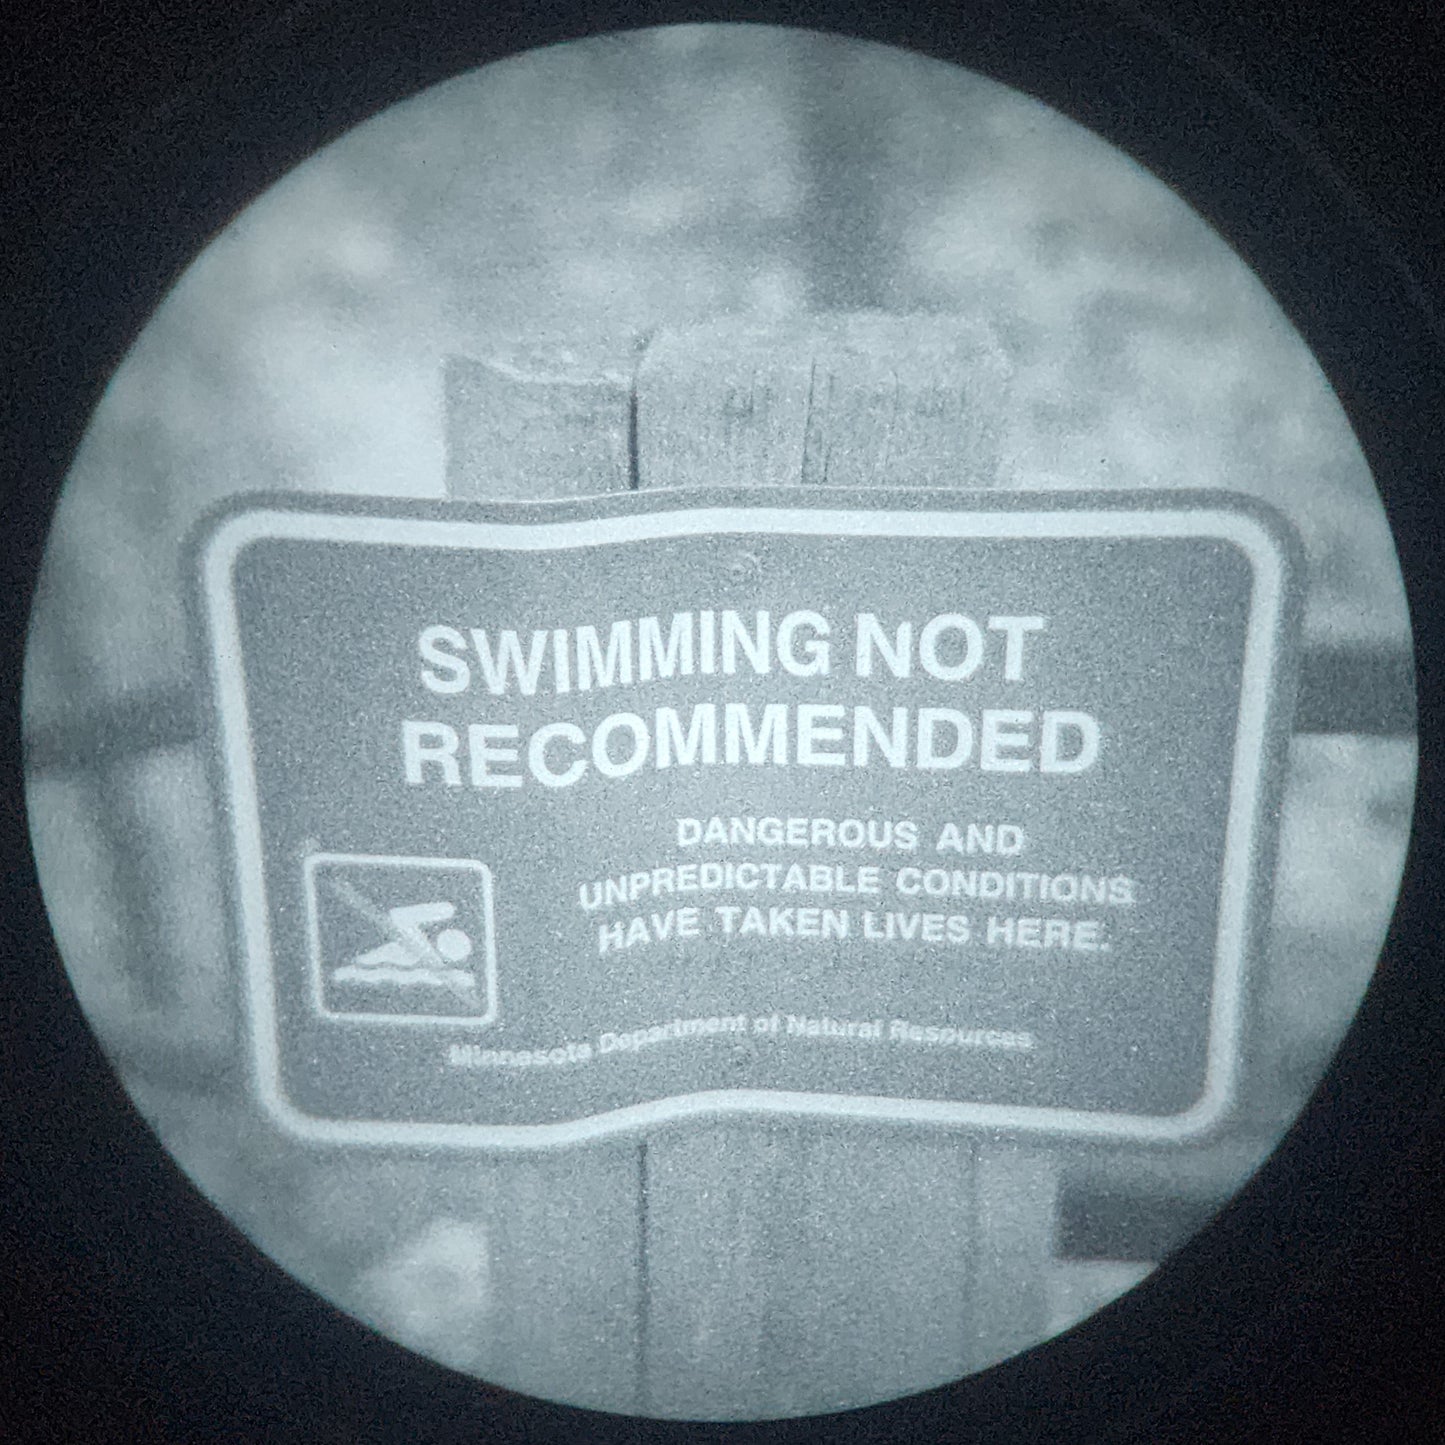 SWIMMING NOT
RECOMMENDED
DANGEROUS AND
UNPREDICTABLE CONDITIONS
HAVE TAKEN LIVES HERE.
Minnesota Department of Natural Resources